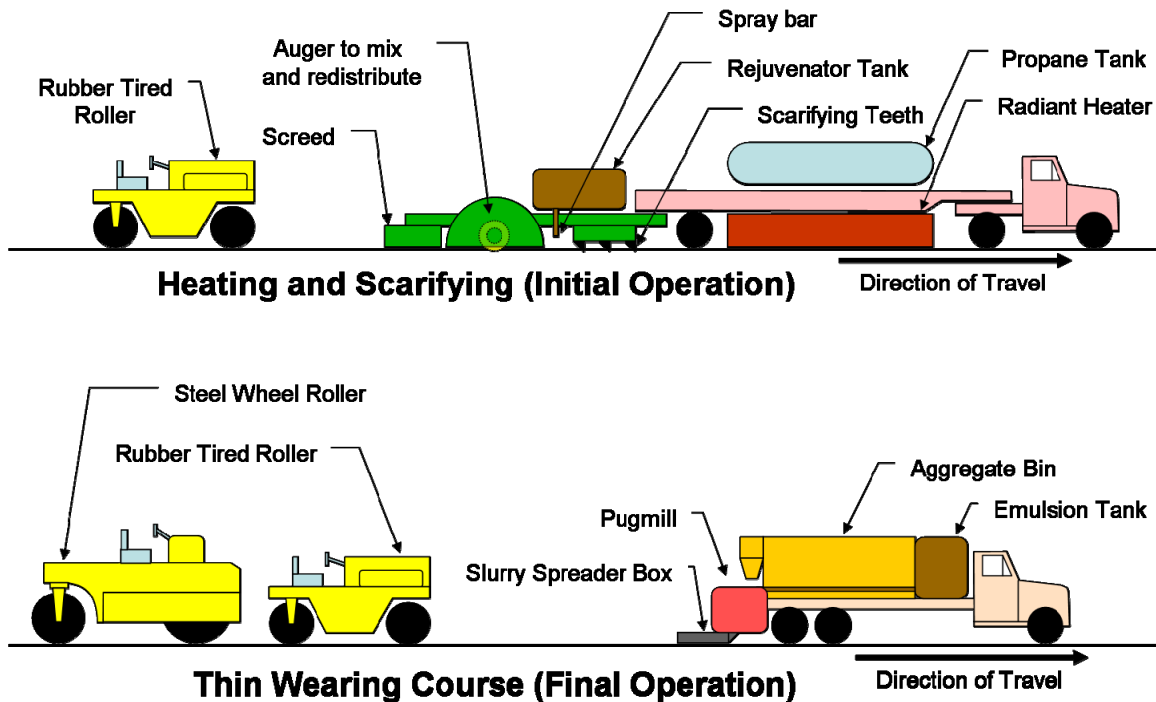 Spray bar
Auger to mix
and redistribute
Rejuvenator Tank
Propane Tank
Rubber Tired
Roller
Scarifying Teeth
Radiant Heater
Screed
Heating and Scarifying (Initial Operation)
Direction of Travel
Steel Wheel Roller
Rubber Tired Roller
Aggregate Bin
Emulsion Tank
Pugmill
Slurry Spreader Box
Thin Wearing Course (Final Operation)
Direction of Travel